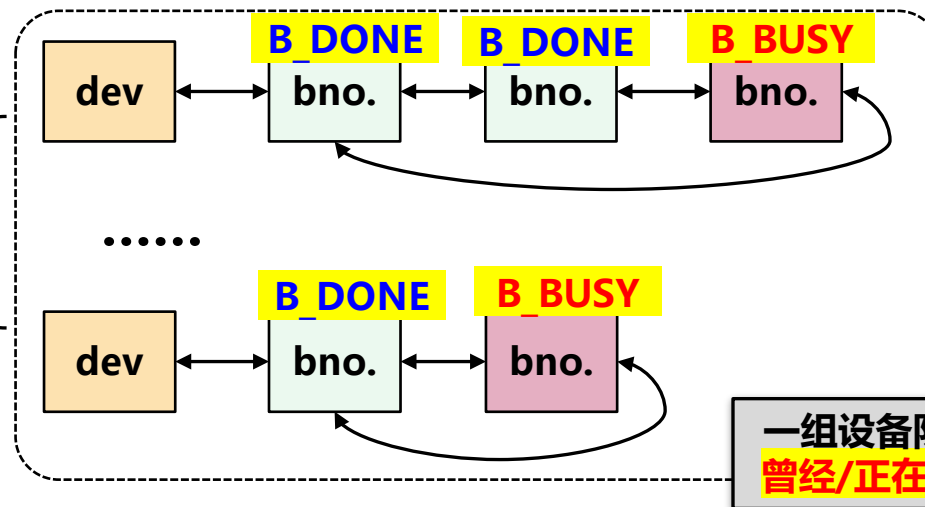 B_DONE B_DONE B_BUSY
dev bno. bno. bno.
......
B_DONE B_BUSY
dev bno. bno.
一组设备
曾经/正在